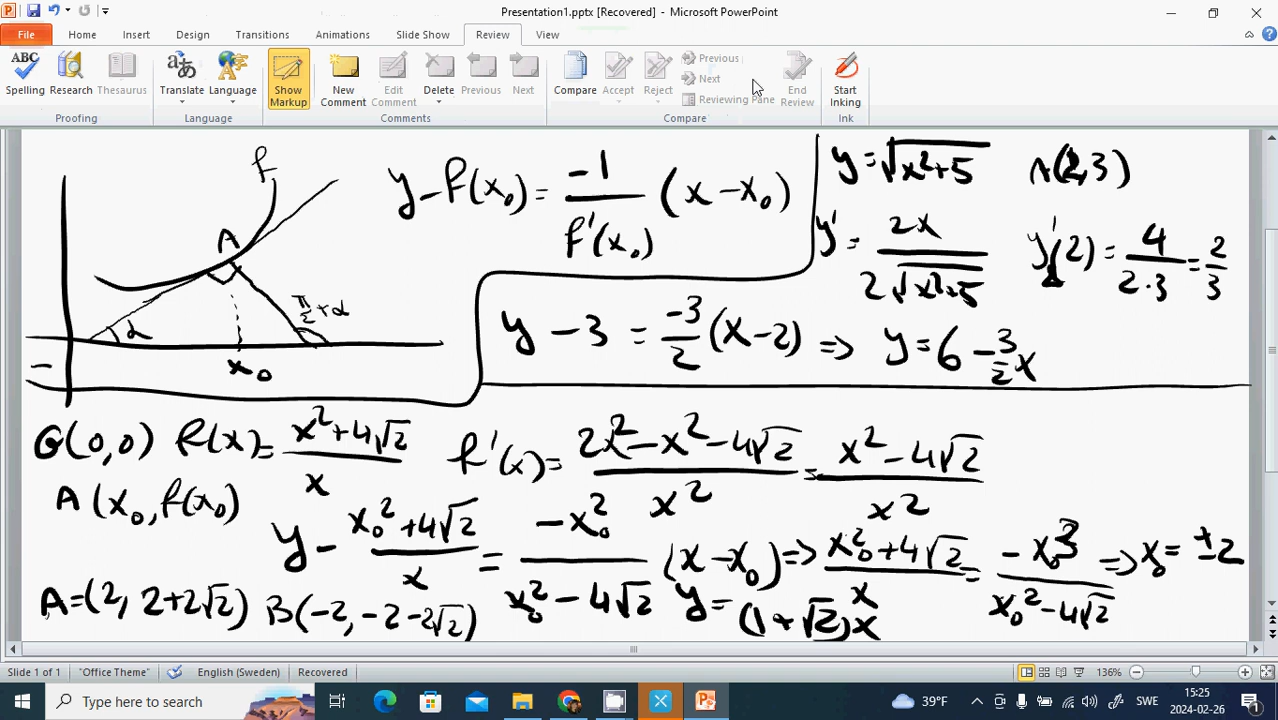 Presentation1.pptx [Recovered] - Microsoft PowerPoint
File Home Insert Design Transitions Animations Slide Show Review View
ABC
Spelling Research Thesaurus Translate Language Show Markup New Comment Edit Comment Delete Previous Next Compare Accept Reject Previous Next Reviewing Pane End Review Start Inking
Proofing Language Comments Compare Ink
f
A
α
π/2 + α
x₀
y - f(x₀) = -1/f'(x₀) (x - x₀)
y = √(x²+5) A(2,3)
y' = 2x/(2√(x²+5)) y'(2) = 4/(2·3) = 2/3
y - 3 = -3/2 (x - 2) => y = 6 - 3/2 x
G(0,0) f(x) = (x²+4√2)/x f'(x) = (2x² - x² - 4√2)/x² = (x² - 4√2)/x²
A(x₀, f(x₀)
y - (x₀²+4√2)/x = -x₀²/(x₀² - 4√2) (x - x₀) => (x₀²+4√2)/x = -x₀³/(x₀² - 4√2) => x₀ = ±2
A=(2, 2+2√2) B(-2, -2-2√2) y = (1+√2)x
Slide 1 of 1 "Office Theme" English (Sweden) Recovered 136%
Type here to search 39°F SWE 15:25
2024-02-26 1